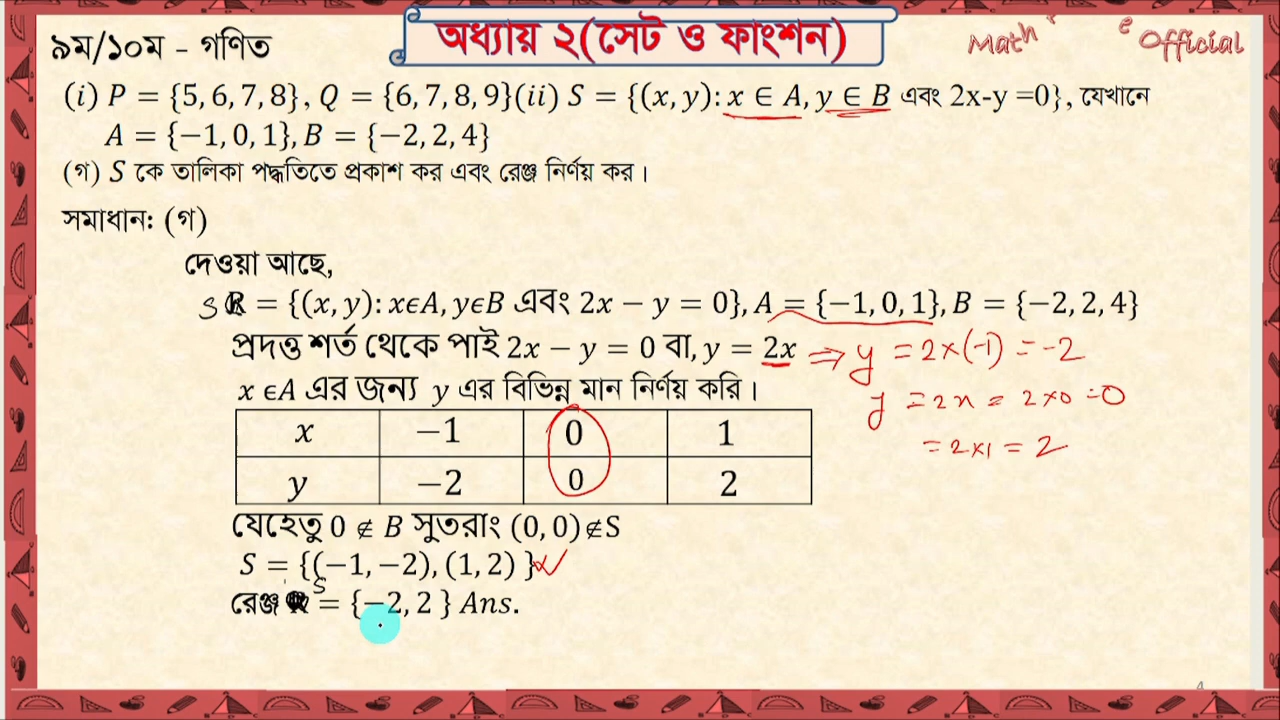 অধ্যায় ২(সেট ও ফাংশন)
৯ম/১০ম - গণিত
Math e Official
(i) P = {5, 6, 7, 8}, Q = {6, 7, 8, 9}(ii) S = {(x, y): x ∈ A, y ∈ B এবং 2x-y =0}, যেখানে
A = {−1, 0, 1}, B = {−2, 2, 4}
(গ) S কে তালিকা পদ্ধতিতে প্রকাশ কর এবং রেঞ্জ নির্ণয় কর।
সমাধান: (গ)
দেওয়া আছে,
S = {(x, y): xϵA, yϵB এবং 2x − y = 0}, A = {−1, 0, 1}, B = {−2, 2, 4}
প্রদত্ত শর্ত থেকে পাই 2x − y = 0 বা, y = 2x ⇒ y = 2×(-1) = -2
x ϵA এর জন্য y এর বিভিন্ন মান নির্ণয় করি।
y = 2x = 2×0 = 0
x −1 0 1
= 2×1 = 2
y −2 0 2
যেহেতু 0 ∉ B সুতরাং (0, 0)∉S
S = {(−1, −2), (1, 2) }
রেঞ্জ S = {−2, 2 } Ans.
4